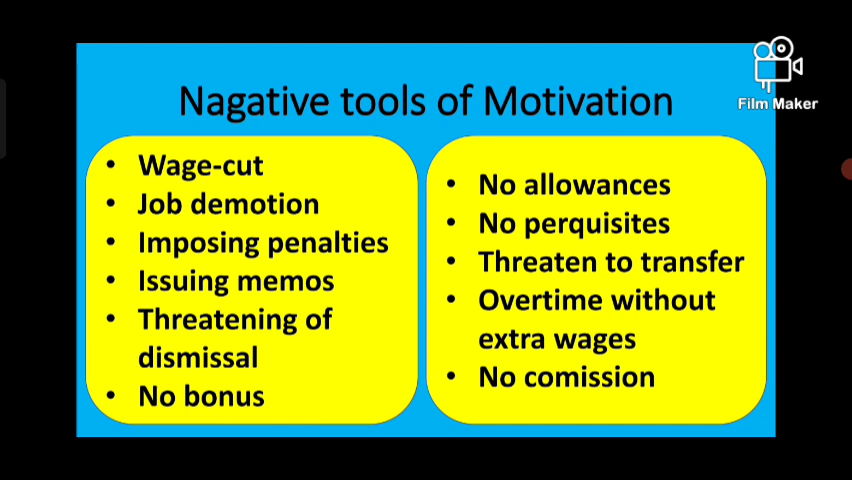 Film Maker
Nagative tools of Motivation
• Wage-cut
• Job demotion
• Imposing penalties
• Issuing memos
• Threatening of
dismissal
• No bonus
• No allowances
• No perquisites
• Threaten to transfer
• Overtime without
extra wages
• No comission